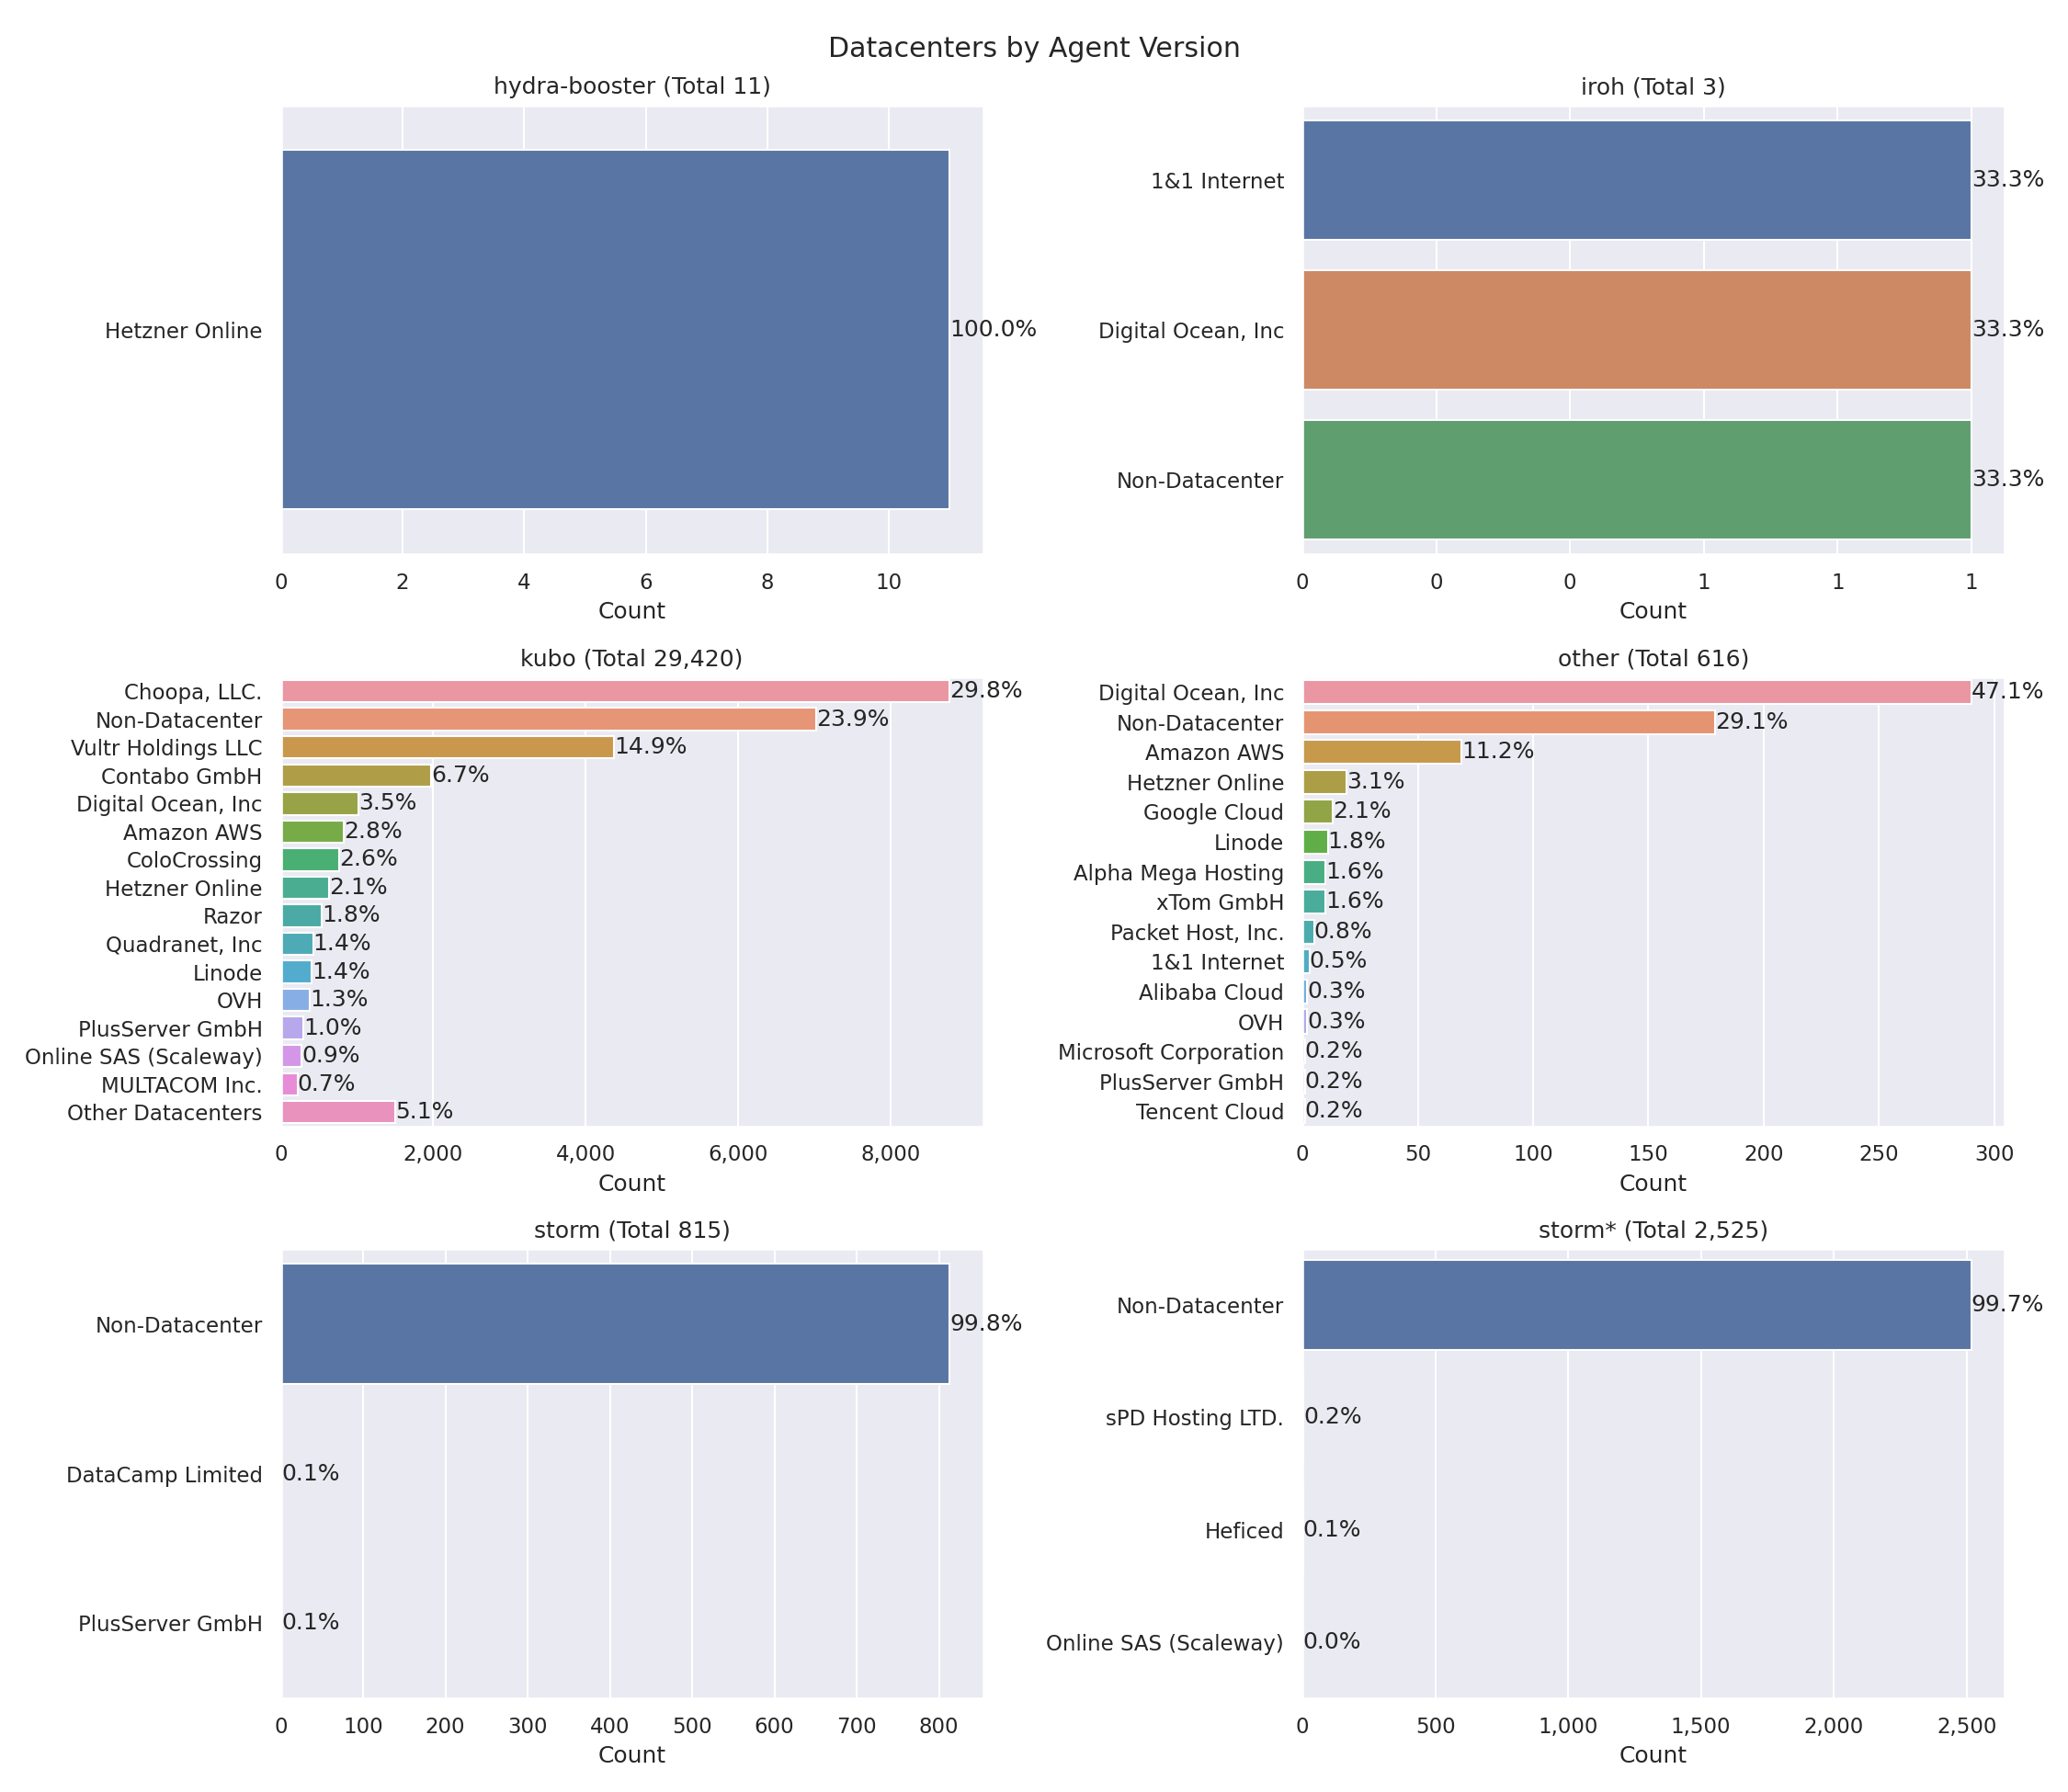 Datacenters by Agent Version
hydra-booster (Total 11)
Hetzner Online
100.0%
0 2 4 6 8 10
Count
iroh (Total 3)
1&1 Internet 33.3%
Digital Ocean, Inc 33.3%
Non-Datacenter 33.3%
0 0 0 1 1 1
Count
kubo (Total 29,420)
Choopa, LLC. 29.8%
Non-Datacenter 23.9%
Vultr Holdings LLC 14.9%
Contabo GmbH 6.7%
Digital Ocean, Inc 3.5%
Amazon AWS 2.8%
ColoCrossing 2.6%
Hetzner Online 2.1%
Razor 1.8%
Quadranet, Inc 1.4%
Linode 1.4%
OVH 1.3%
PlusServer GmbH 1.0%
Online SAS (Scaleway) 0.9%
MULTACOM Inc. 0.7%
Other Datacenters 5.1%
0 2,000 4,000 6,000 8,000
Count
other (Total 616)
Digital Ocean, Inc 47.1%
Non-Datacenter 29.1%
Amazon AWS 11.2%
Hetzner Online 3.1%
Google Cloud 2.1%
Linode 1.8%
Alpha Mega Hosting 1.6%
xTom GmbH 1.6%
Packet Host, Inc. 0.8%
1&1 Internet 0.5%
Alibaba Cloud 0.3%
OVH 0.3%
Microsoft Corporation 0.2%
PlusServer GmbH 0.2%
Tencent Cloud 0.2%
0 50 100 150 200 250 300
Count
storm (Total 815)
Non-Datacenter 99.8%
DataCamp Limited 0.1%
PlusServer GmbH 0.1%
0 100 200 300 400 500 600 700 800
Count
storm* (Total 2,525)
Non-Datacenter 99.7%
sPD Hosting LTD. 0.2%
Heficed 0.1%
Online SAS (Scaleway) 0.0%
0 500 1,000 1,500 2,000 2,500
Count